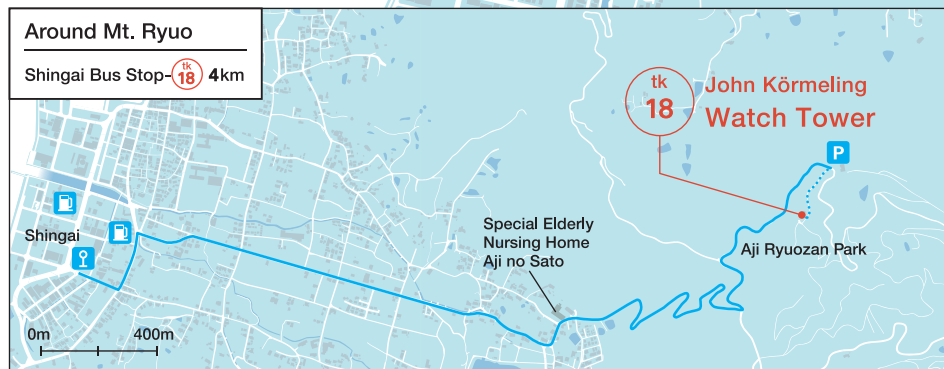 Around Mt. Ryuo
Shingai Bus Stop-tk 18 4km
tk
18
John Körmeling
Watch Tower
P
Special Elderly
Nursing Home
Aji no Sato
Shingai
Aji Ryuozan Park
0m 400m